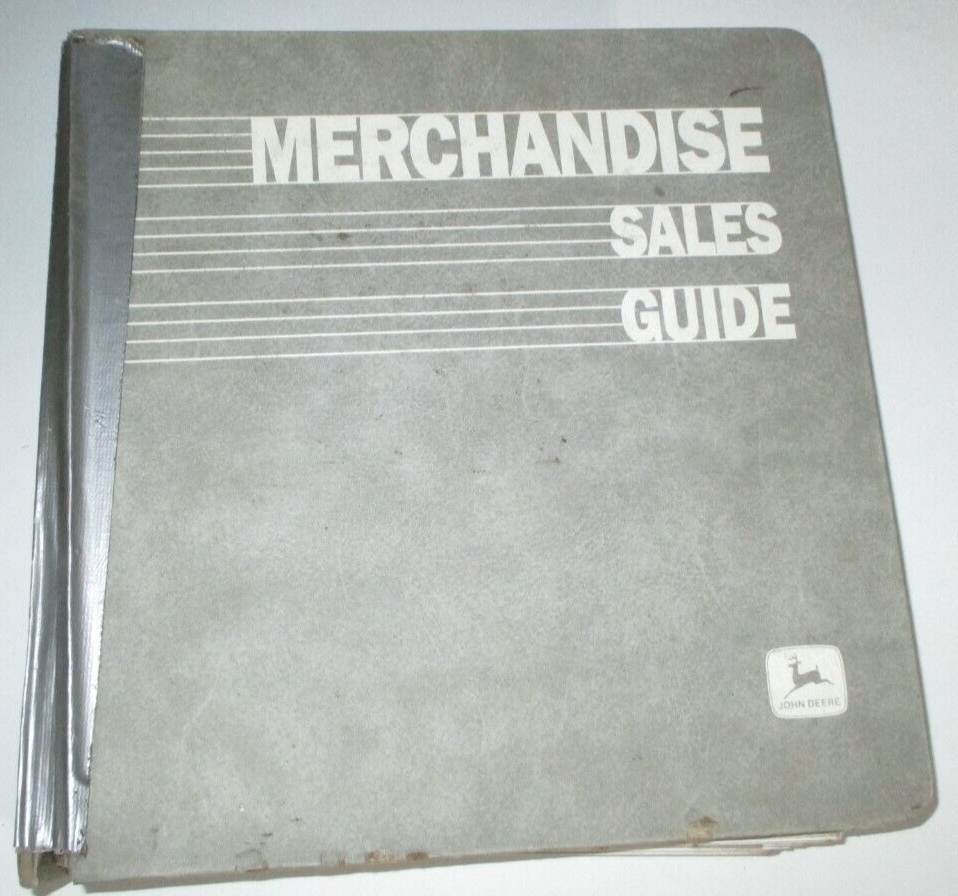 MERCHANDISE
SALES
GUIDE
JOHN DEERE